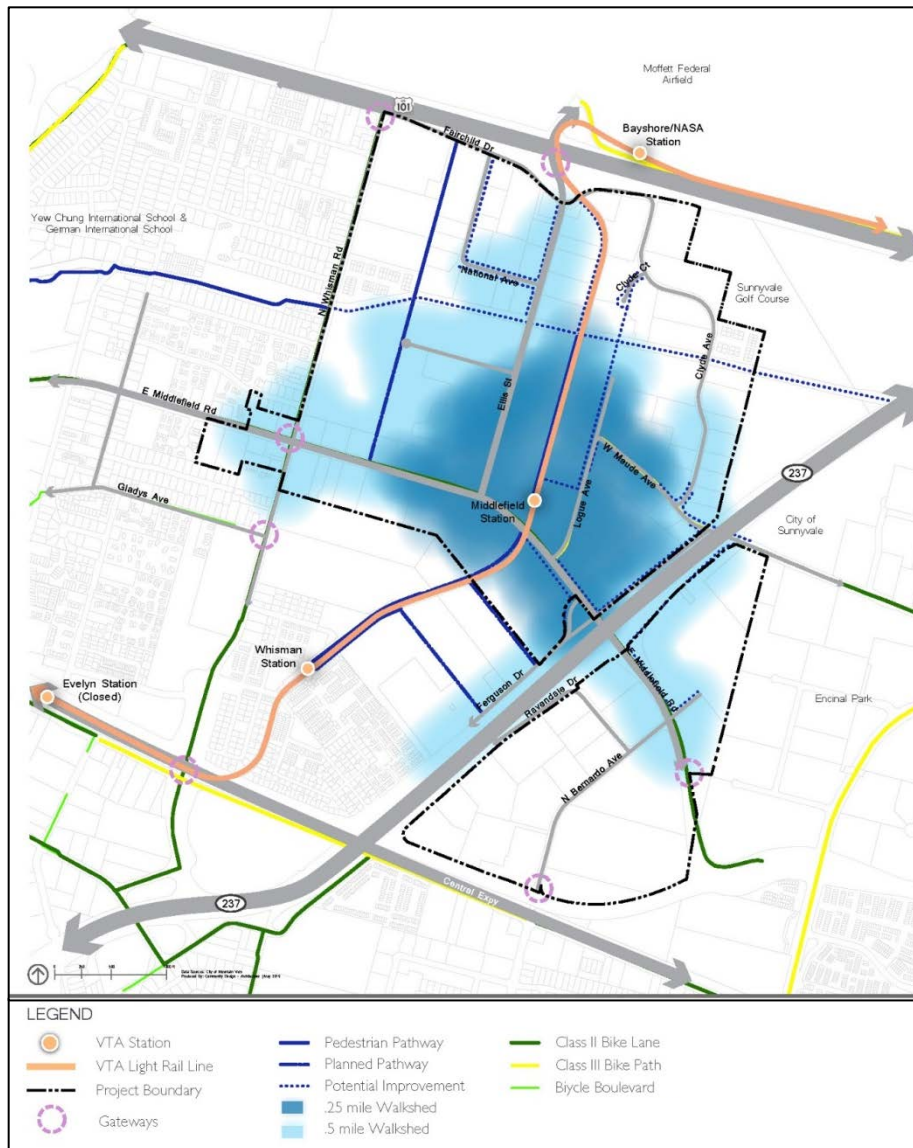 Moffett Federal
Airfield
101
Bayshore/NASA
Station
Fairchild Dr
Yew Chung International School &
German International School
N Whisman Rd
National Ave
Clyde Ct
Sunnyvale
Golf Course
Clyde Ave
Ellis St
E Middlefield Rd
237
W Maude Ave
Gladys Ave
Middlefield
Station
Logue Ave
City of
Sunnyvale
Whisman
Station
Evelyn Station
(Closed)
Ferguson Dr
Ravendale Dr
E Middlefield Rd
Encinal Park
N Bernardo Ave
Central Expy
237
LEGEND
VTA Station
VTA Light Rail Line
Project Boundary
Gateways
Pedestrian Pathway
Planned Pathway
Potential Improvement
.25 mile Walkshed
.5 mile Walkshed
Class II Bike Lane
Class III Bike Path
Biycle Boulevard